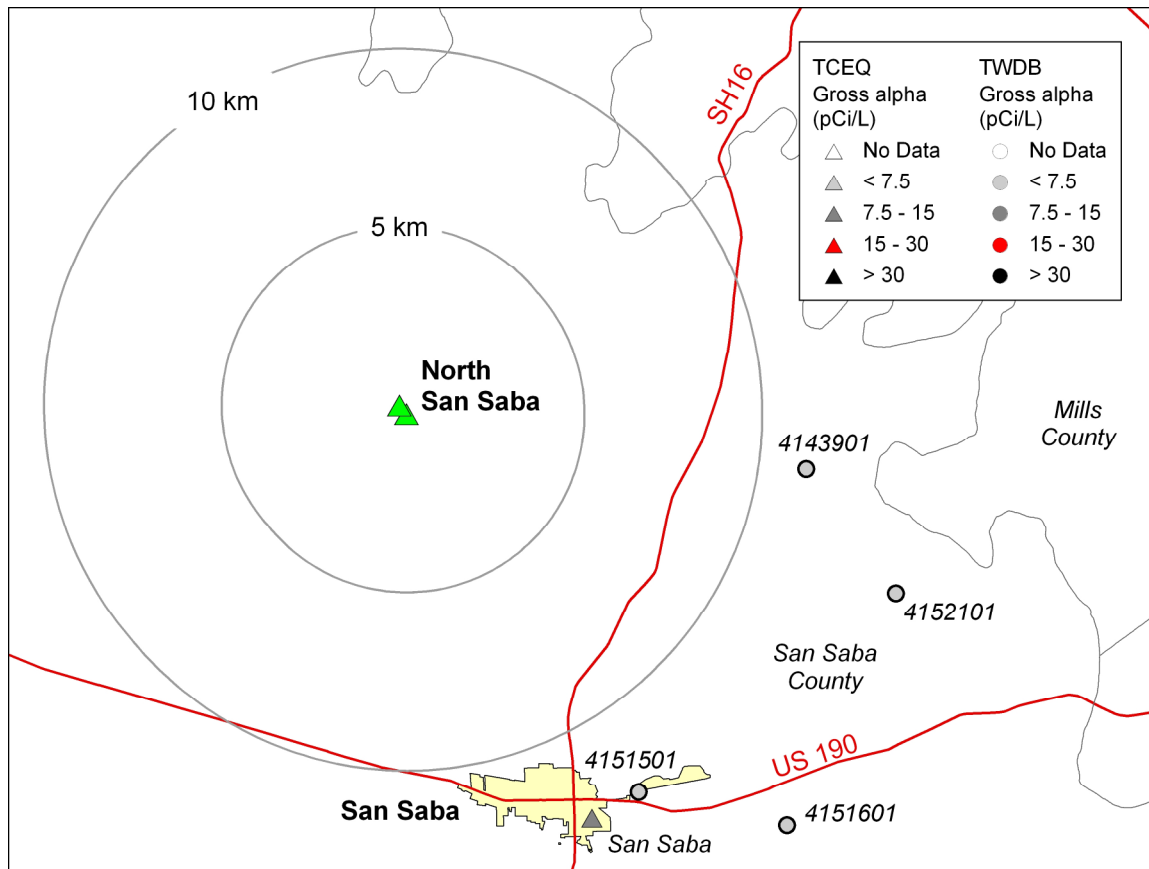 10 km
SH16
TCEQ
Gross alpha
(pCi/L)
No Data
< 7.5
7.5 - 15
15 - 30
> 30
TWDB
Gross alpha
(pCi/L)
No Data
< 7.5
7.5 - 15
15 - 30
> 30
5 km
North
San Saba
Mills
County
4143901
4152101
San Saba
County
US 190
4151501
San Saba
San Saba
4151601